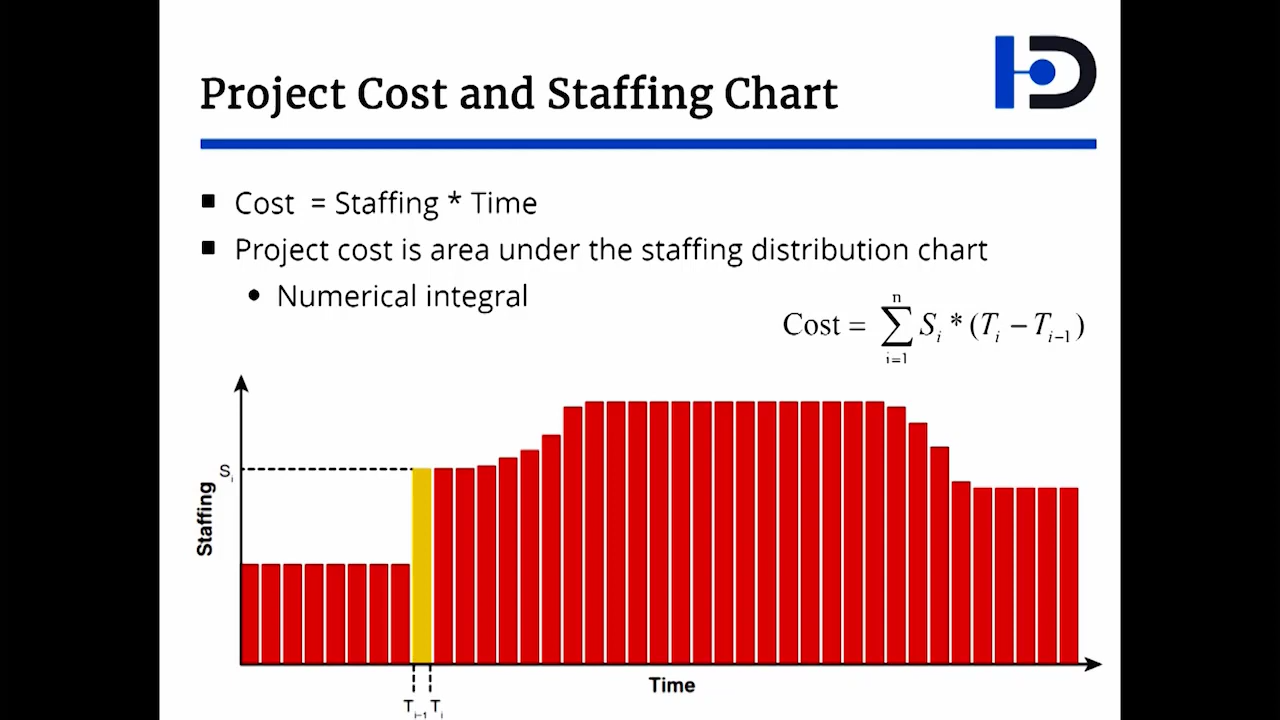 Project Cost and Staffing Chart
Cost = Staffing * Time
Project cost is area under the staffing distribution chart
Numerical integral
Cost = n ∑ i=1 Sᵢ * (Tᵢ − Tᵢ₋₁)
Sᵢ
Staffing
Time
Tᵢ₋₁ Tᵢ